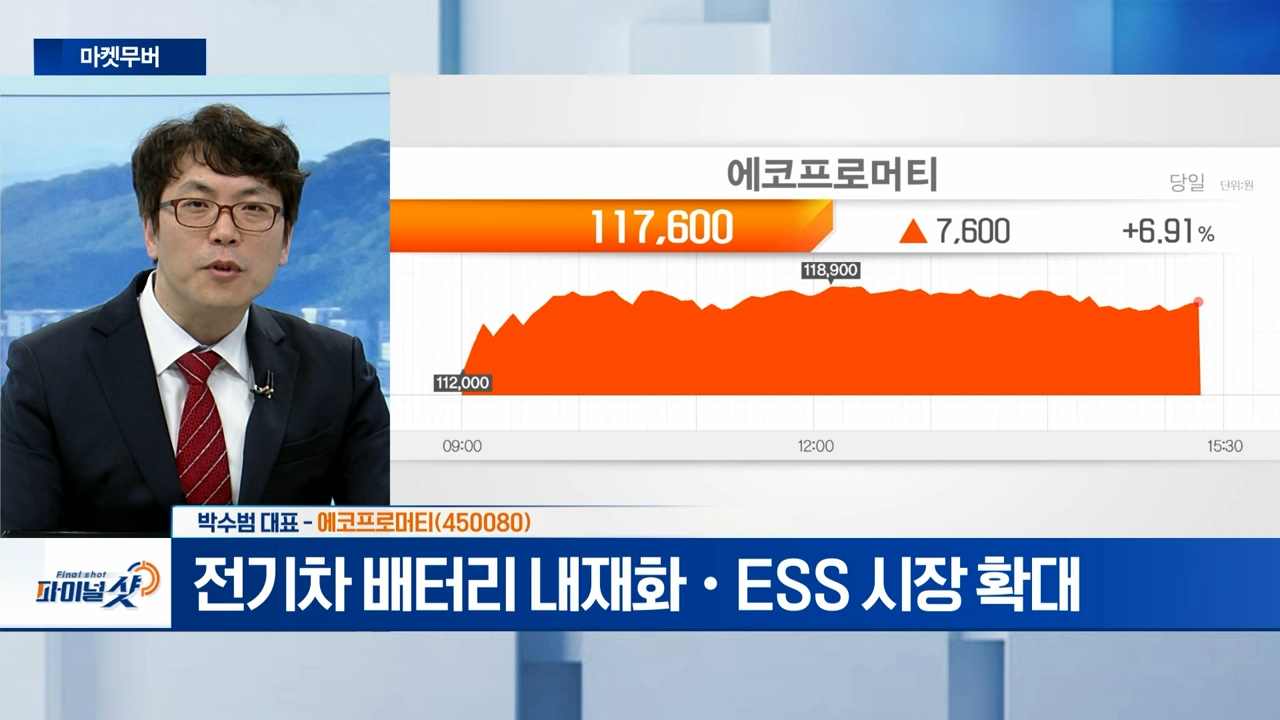 마켓무버
에코프로머티
당일 단위:원
117,600 ▲ 7,600 +6.91%
118,900
112,000
09:00 12:00 15:30
박수범 대표 - 에코프로머티(450080)
Final shot
파이널샷
전기차 배터리 내재화 · ESS 시장 확대